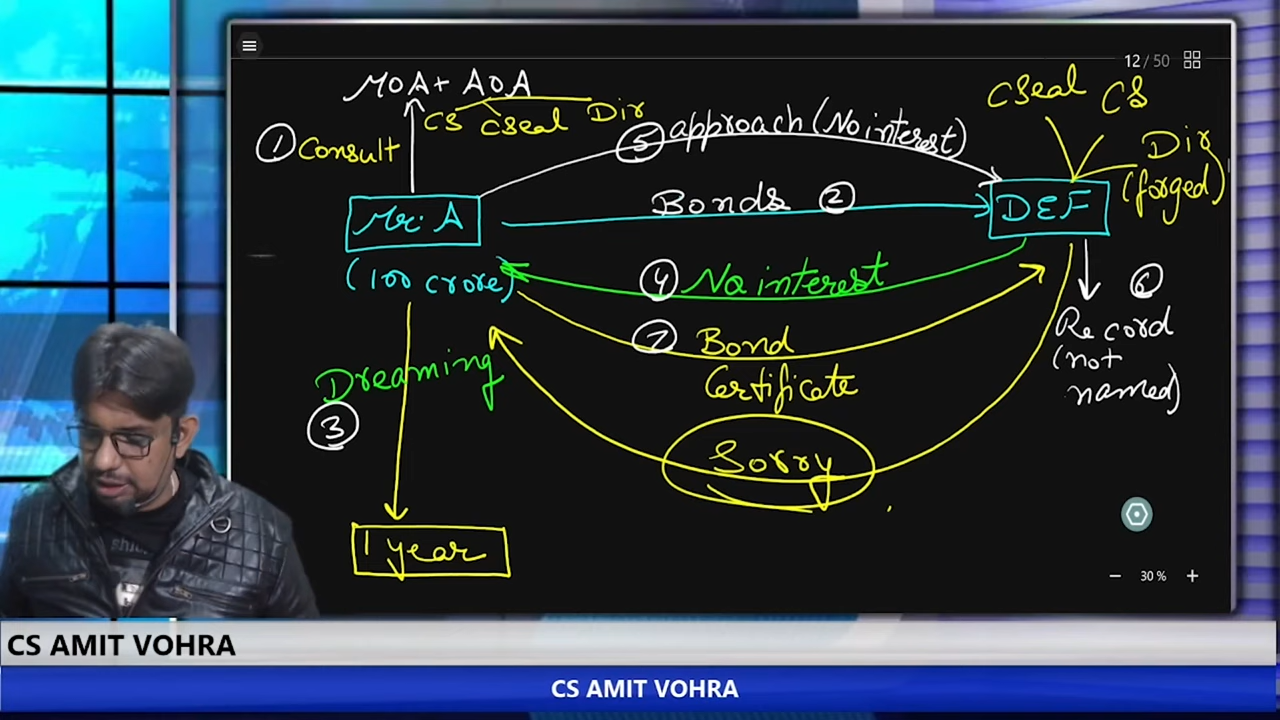 12 / 50
MOA + AOA
CS CSeal Dir
CSeal CS
Dir
(forged)
① Consult
⑤ approach (No interest)
Mr. A
Bonds ②
DEF
(100 crore)
④ No interest
⑥
Record
(not
named)
⑦ Bond
Certificate
Dreaming
③
Sorry
1 year
30 %
CS AMIT VOHRA
CS AMIT VOHRA